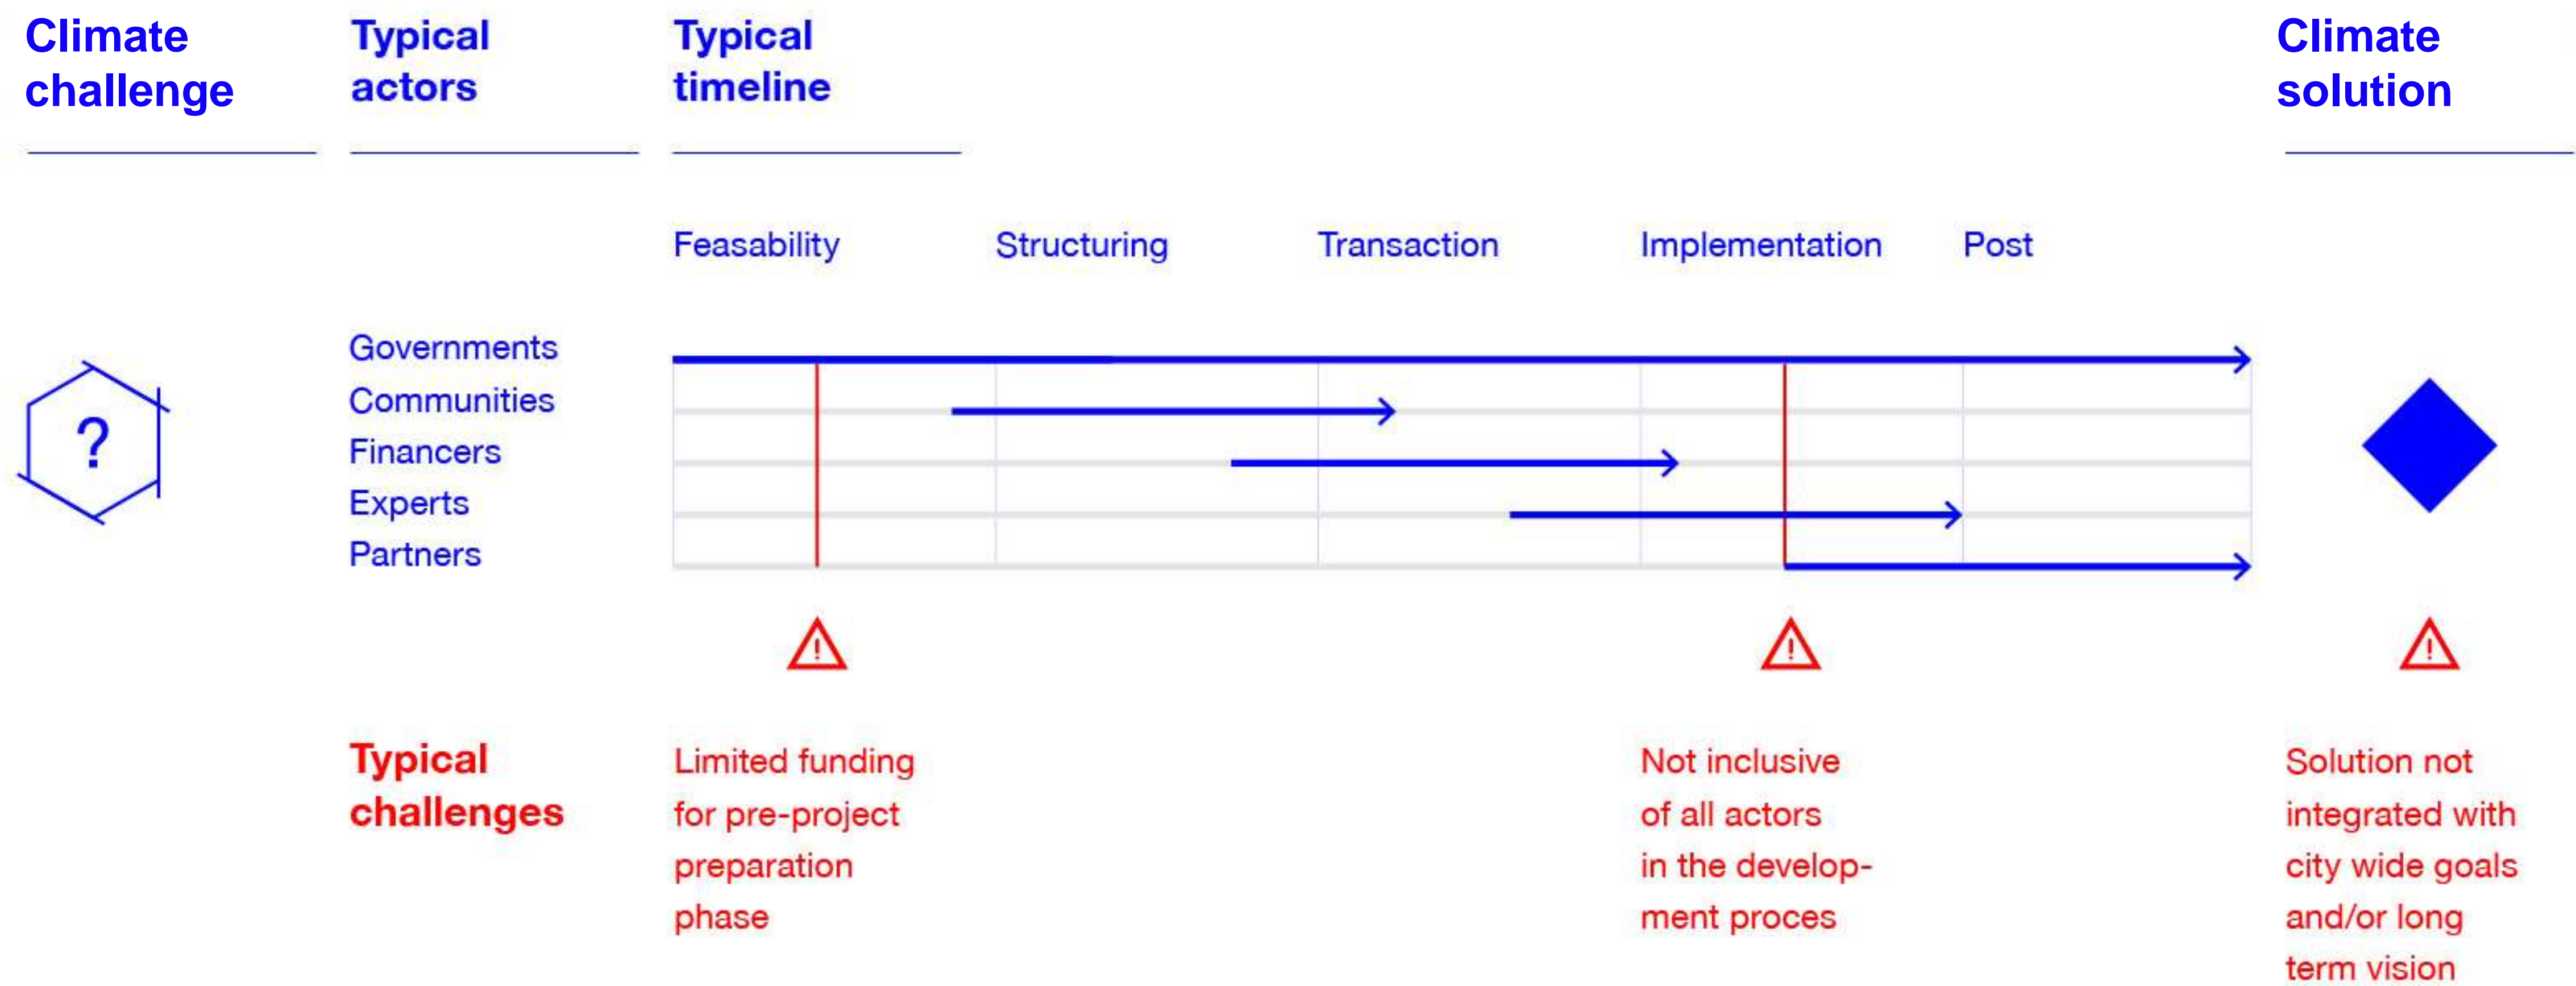 Climate
challenge
Typical
actors
Typical
timeline
Climate
solution
Feasability
Structuring
Transaction
Implementation
Post
?
Governments
Communities
Financers
Experts
Partners
!
!
!
Typical
challenges
Limited funding
for pre-project
preparation
phase
Not inclusive
of all actors
in the develop-
ment proces
Solution not
integrated with
city wide goals
and/or long
term vision